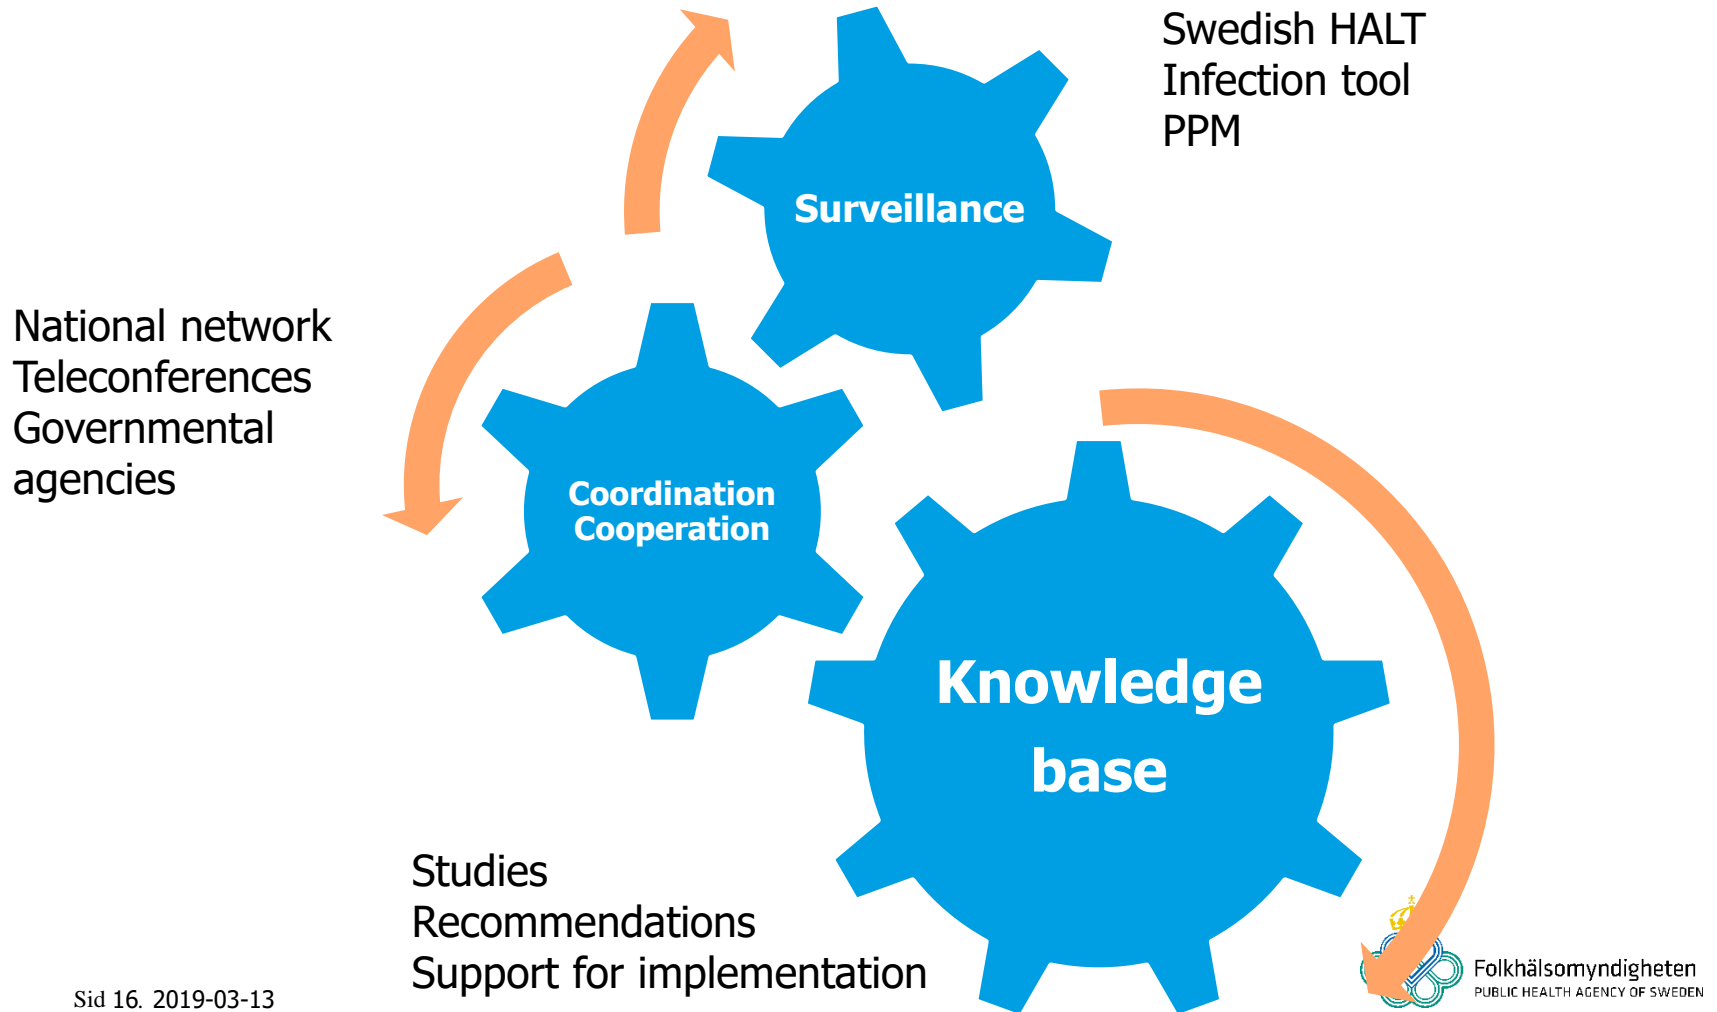 Swedish HALT
Infection tool
PPM
Surveillance
National network
Teleconferences
Governmental
agencies
Coordination
Cooperation
Knowledge
base
Studies
Recommendations
Support for implementation
Folkhälsomyndigheten
PUBLIC HEALTH AGENCY OF SWEDEN
Sid 16. 2019-03-13